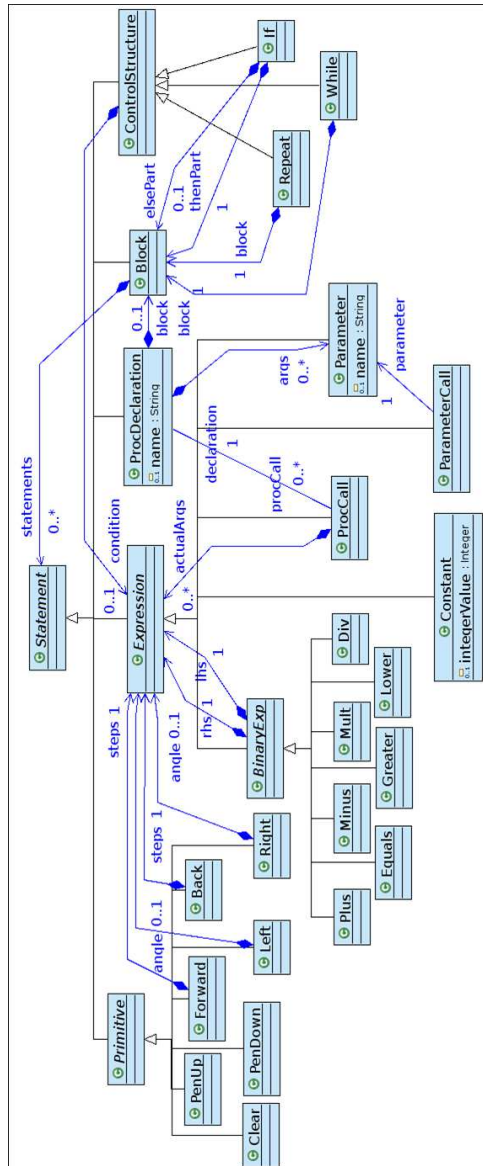 statements
0..*
Statement
steps 1
condition
0..1
elsePart
Primitive
Expression
ProcDeclaration
name : String
Block
ControlStructure
0..1
block
block
1
0..1
thenPart
1
angle 0..1
steps 1
angle 0..1
rhs 1
lhs
1
0..*
actualArgs
declaration
1
procCall
0..*
block
1
args
0..*
PenUp
Forward
Back
Left
Right
Clear
PenDown
BinaryExp
ProcCall
Parameter
name : String
Repeat
If
While
parameter
1
Plus
Minus
Mult
Div
Equals
Greater
Lower
Constant
integerValue : Integer
ParameterCall